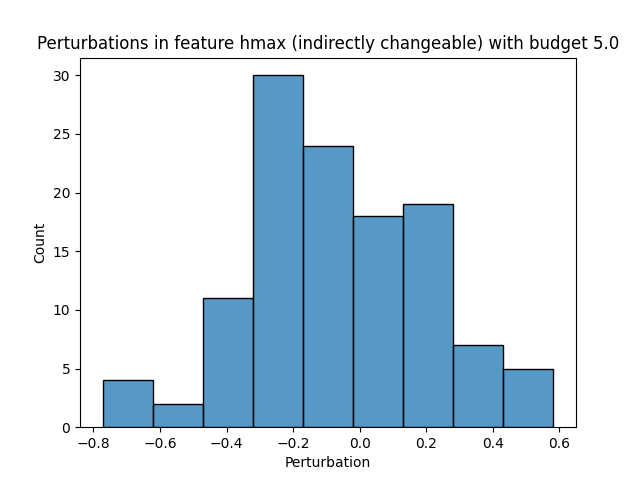 Perturbations in feature hmax (indirectly changeable) with budget 5.0
30
25
20
15
10
5
0
Count
−0.8 −0.6 −0.4 −0.2 0.0 0.2 0.4 0.6
Perturbation